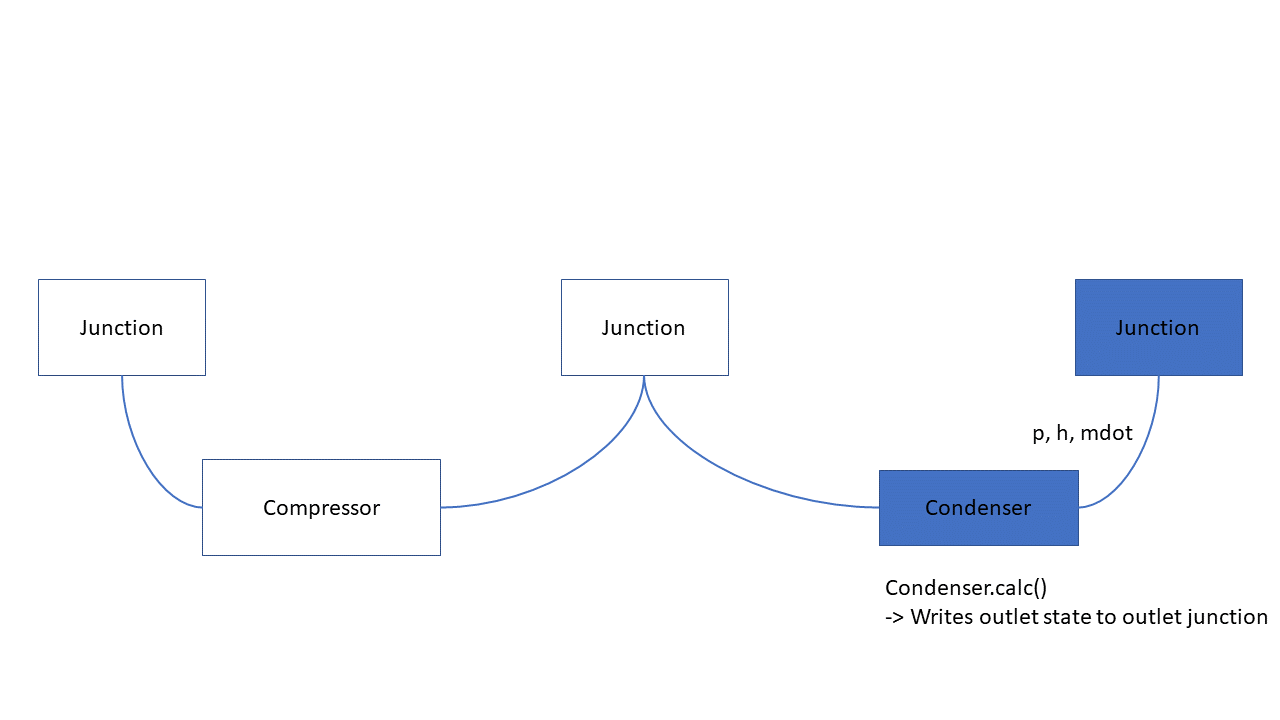 Junction
Junction
Junction
p, h, mdot
Compressor
Condenser
Condenser.calc()
-> Writes outlet state to outlet junction